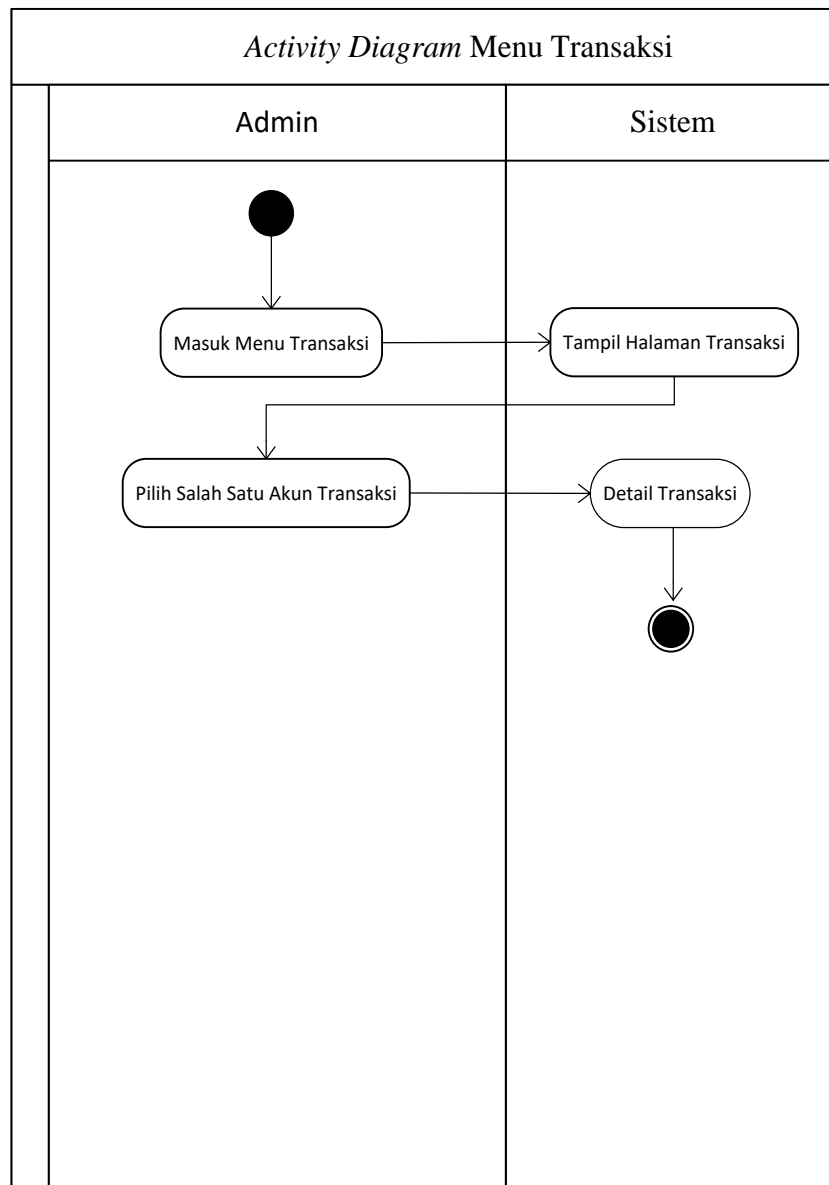 Activity Diagram Menu Transaksi
Admin
Sistem
Masuk Menu Transaksi
Tampil Halaman Transaksi
Pilih Salah Satu Akun Transaksi
Detail Transaksi